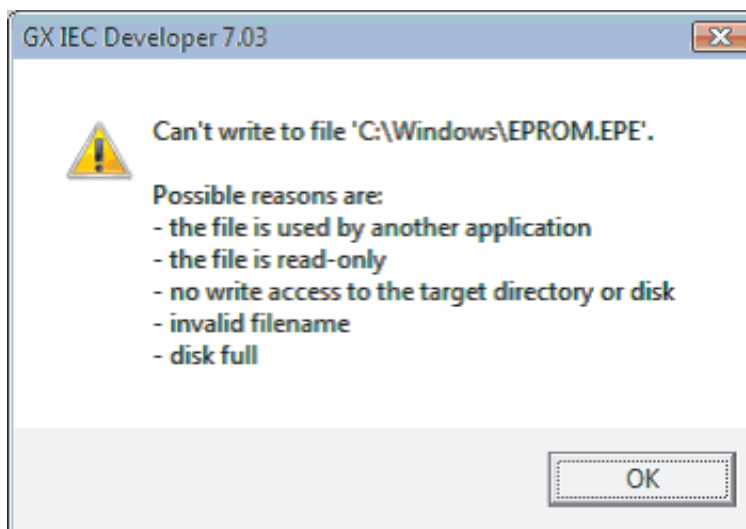 GX IEC Developer 7.03
Can't write to file 'C:\Windows\EPROM.EPE'.
Possible reasons are:
- the file is used by another application
- the file is read-only
- no write access to the target directory or disk
- invalid filename
- disk full
OK